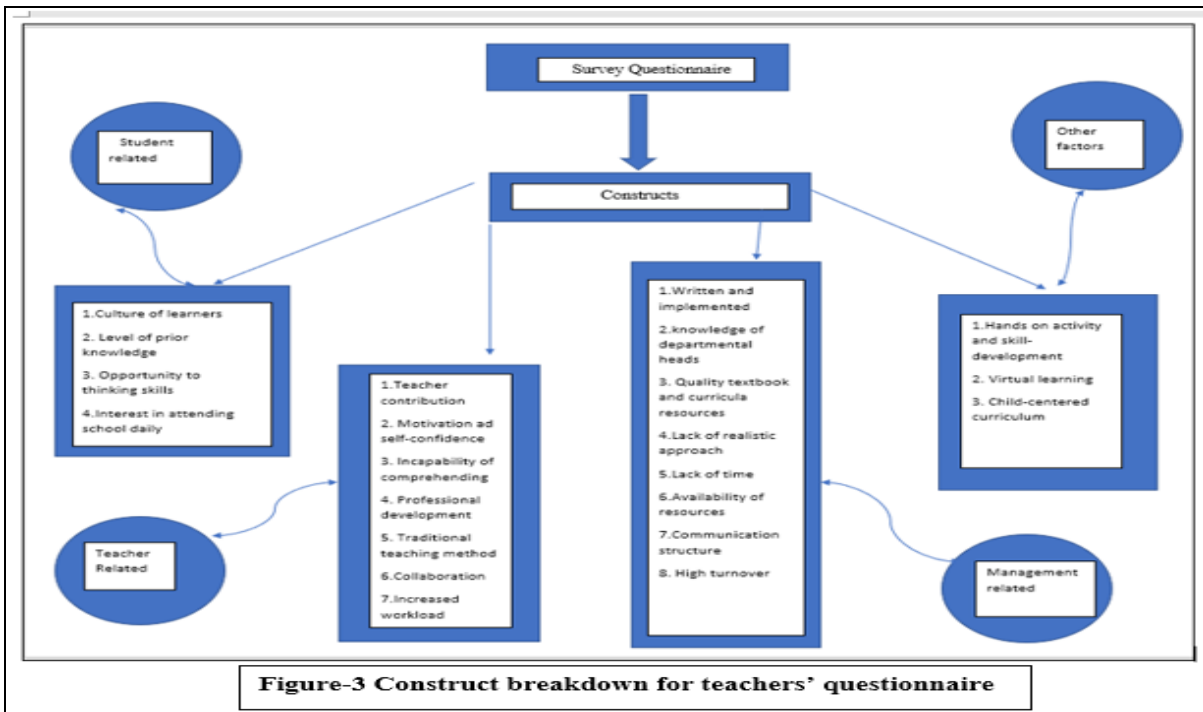 Survey Questionnaire
Student
related
Other
factors
Constructs
1.Culture of learners
2. Level of prior
knowledge
3. Opportunity to
thinking skills
4.Interest in attending
school daily
1.Teacher
contribution
2. Motivation ad
self-confidence
3. Incapability of
comprehending
4. Professional
development
5. Traditional
teaching method
6.Collaboration
7.Increased
workload
1.Written and
implemented
2.knowledge of
departmental
heads
3. Quality textbook
and curricula
resources
4.Lack of realistic
approach
5.Lack of time
6.Availability of
resources
7.Communication
structure
8. High turnover
1.Hands on activity
and skill-
development
2. Virtual learning
3. Child-centered
curriculum
Teacher
Related
Management
related
Figure-3 Construct breakdown for teachers’ questionnaire